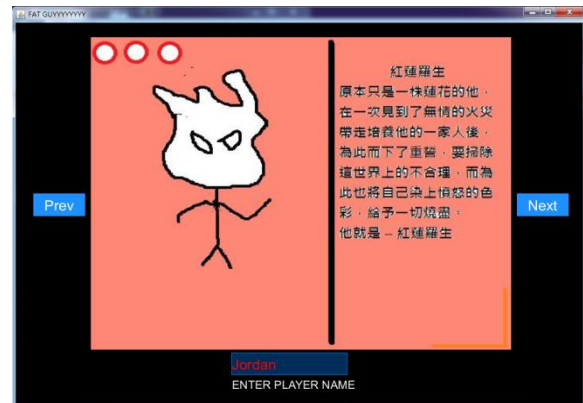 FAT GUYYYYYYYY
紅蓮羅生
原本只是一株蓮花的他，
在一次見到了無情的火災
帶走培養他的一家人後，
為此而下了重誓，要掃除
這世界上的不合理，而為
此也將自己染上憤怒的色
彩，給予一切燒盡。
他就是－紅蓮羅生
Prev
Next
Jordan
ENTER PLAYER NAME